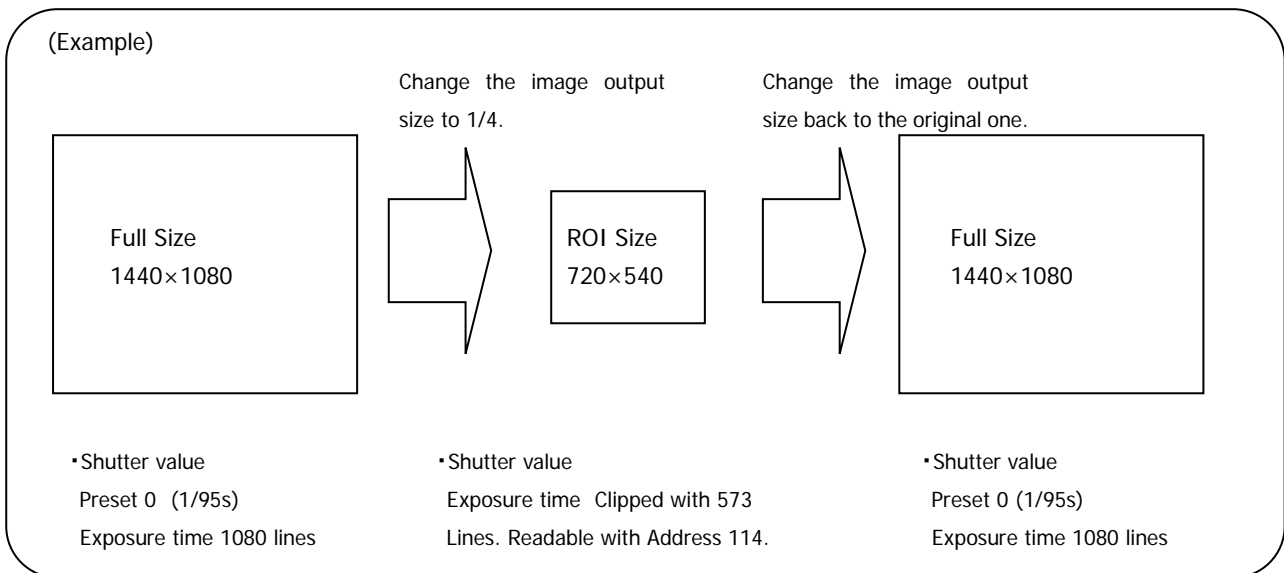 (Example)
Change the image output
size to 1/4.
Change the image output
size back to the original one.
Full Size
1440×1080
ROI Size
720×540
Full Size
1440×1080
・Shutter value
Preset 0 (1/95s)
Exposure time 1080 lines
・Shutter value
Exposure time Clipped with 573
Lines. Readable with Address 114.
・Shutter value
Preset 0 (1/95s)
Exposure time 1080 lines